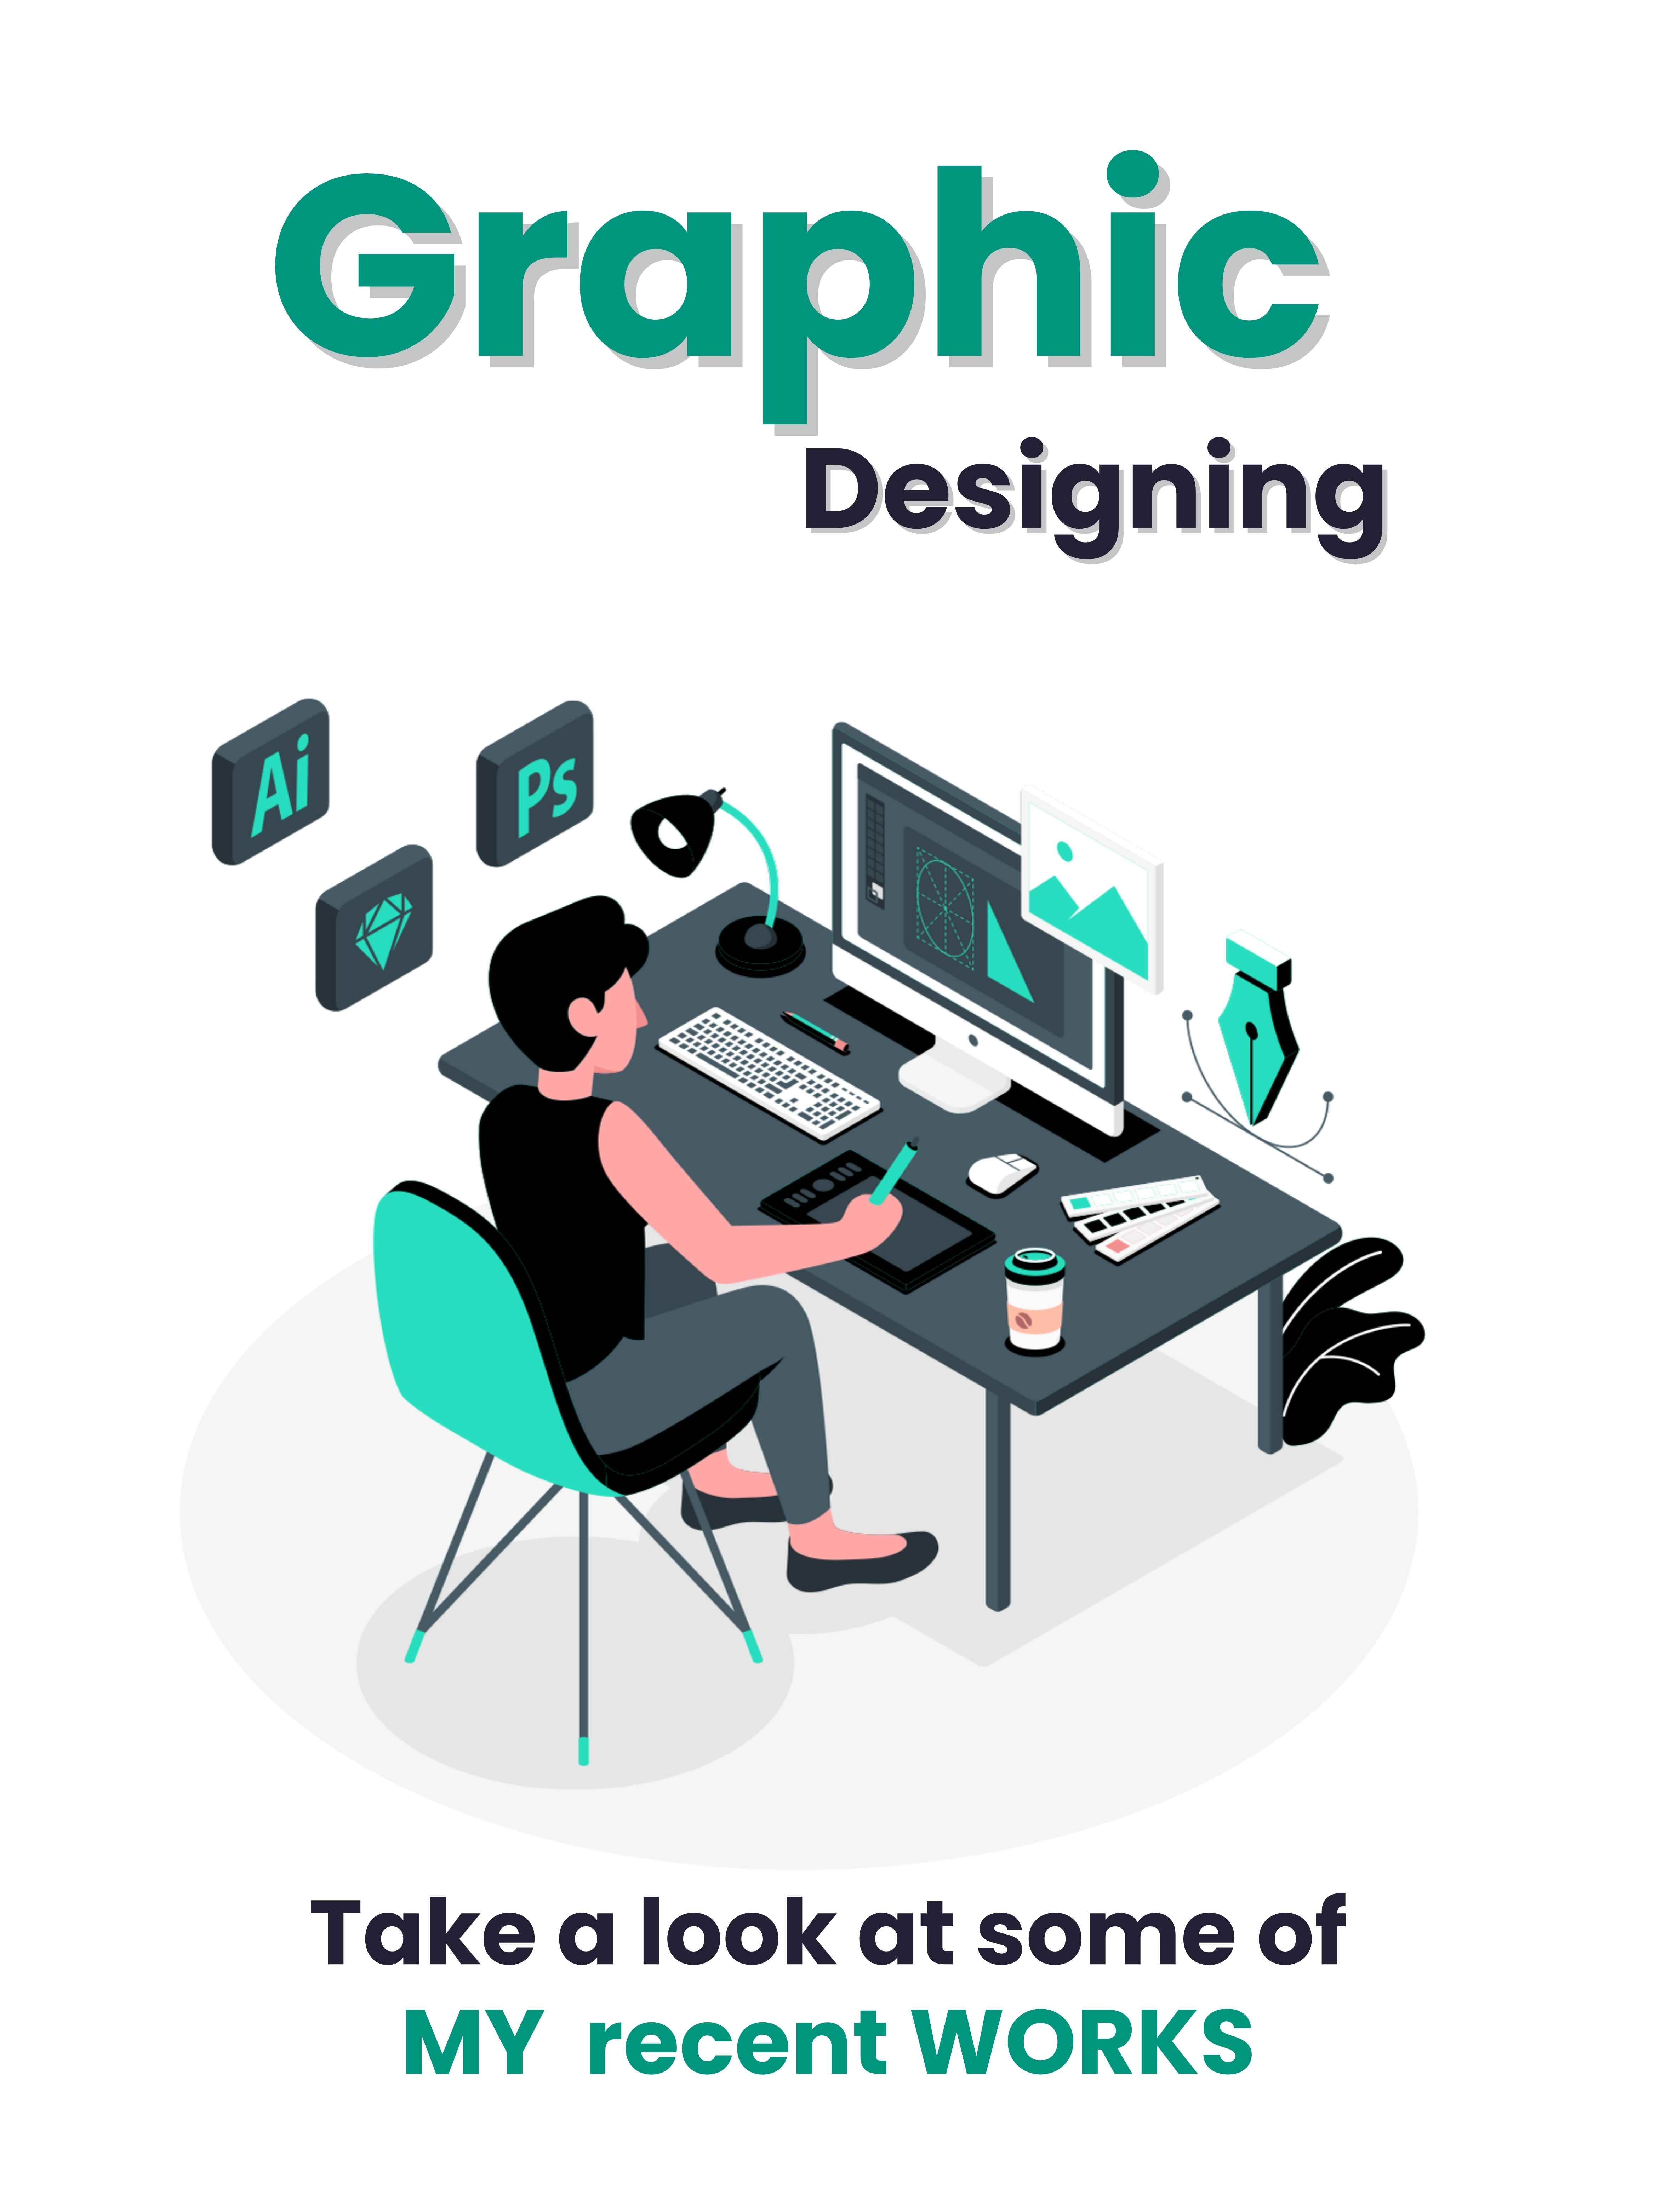 Graphic
Designing
Ai
Ps
Take a look at some of
MY recent WORKS